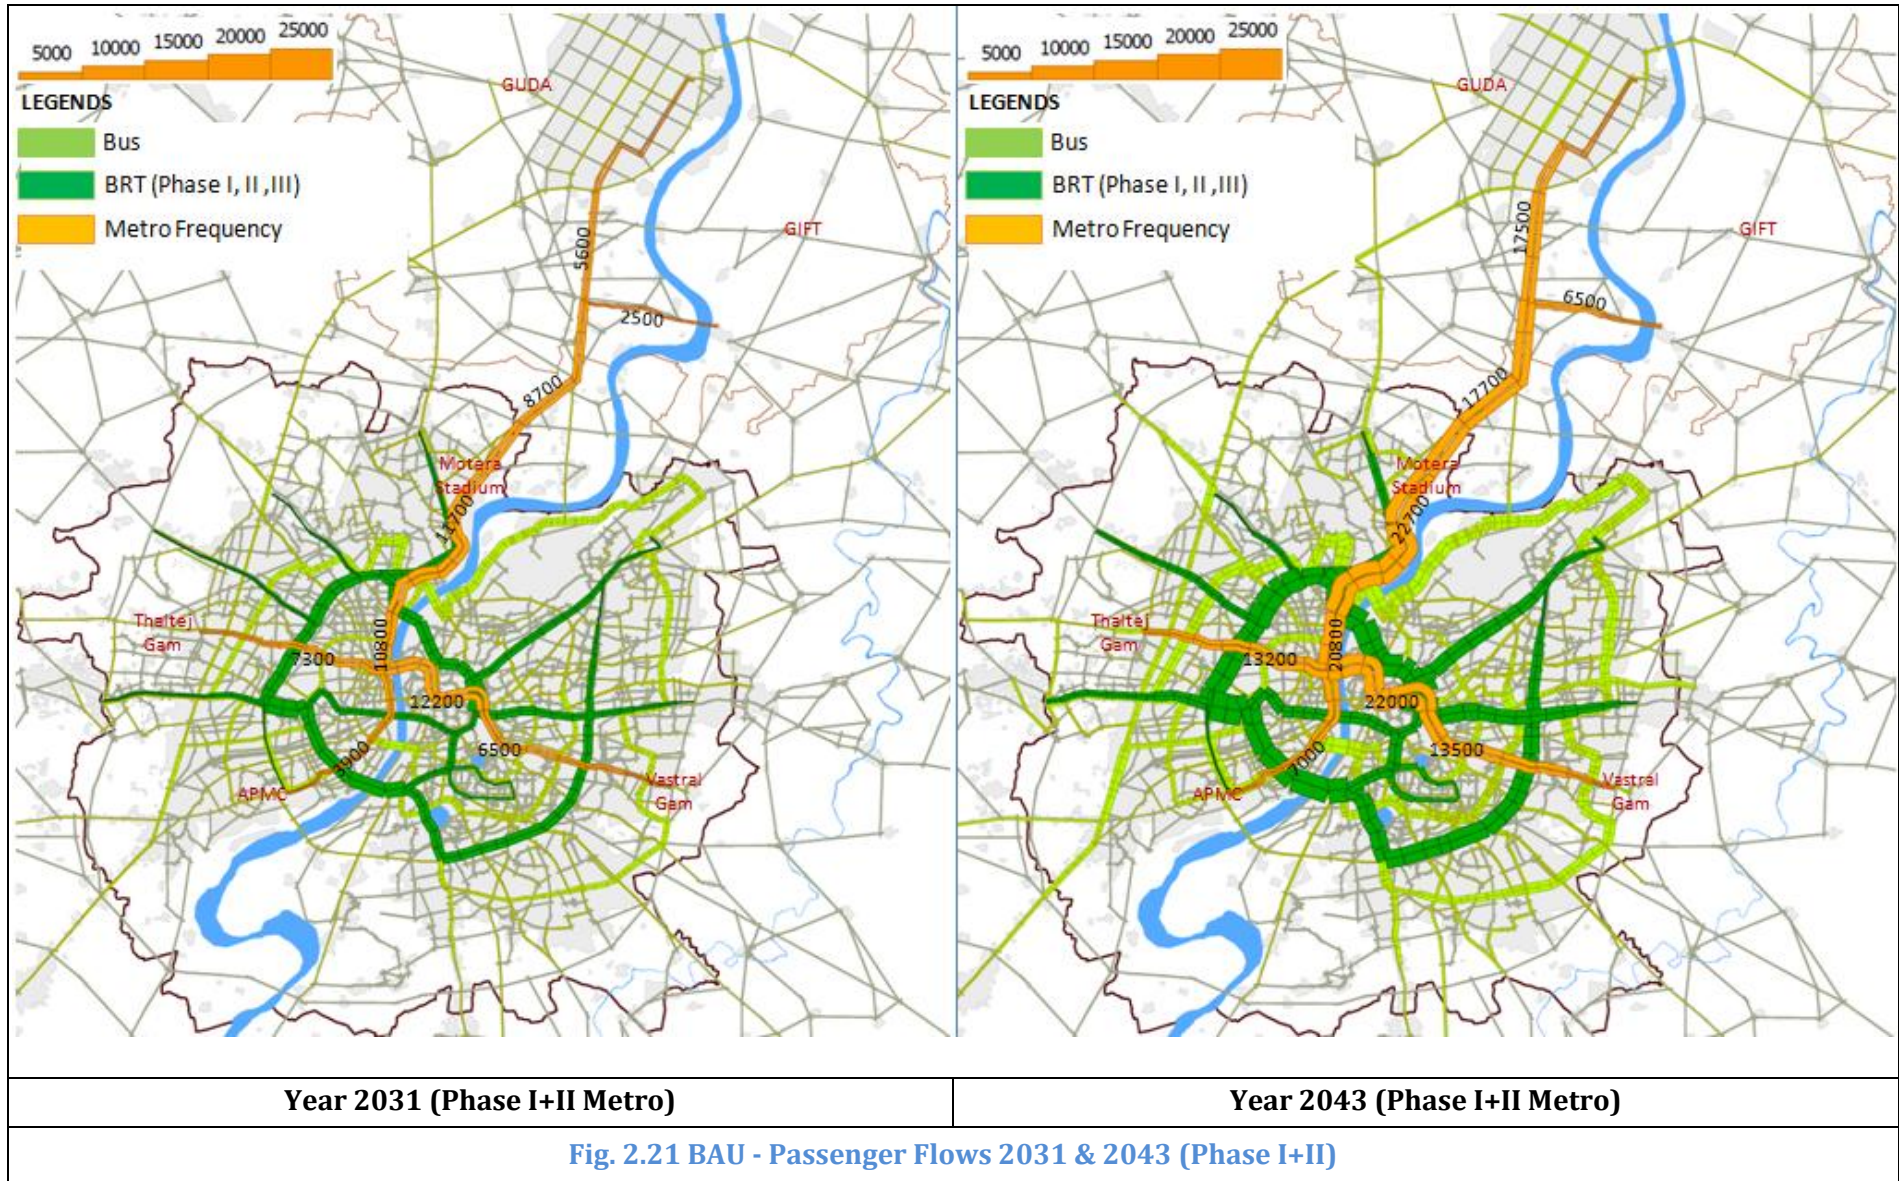 5000 10000 15000 20000 25000
LEGENDS
Bus
BRT (Phase I, II ,III)
Metro Frequency
GUDA
GIFT
5600
2500
8700
Motera
Stadium
11700
Thaltej
Gam
7300
10800
12200
6500
3900
APMC
Vastral
Gam
5000 10000 15000 20000 25000
LEGENDS
Bus
BRT (Phase I, II ,III)
Metro Frequency
GUDA
GIFT
17500
6500
17700
Motera
Stadium
22700
Thaltej
Gam
13200
20800
22000
13500
7000
APMC
Vastral
Gam
Year 2031 (Phase I+II Metro)
Year 2043 (Phase I+II Metro)
Fig. 2.21 BAU - Passenger Flows 2031 & 2043 (Phase I+II)